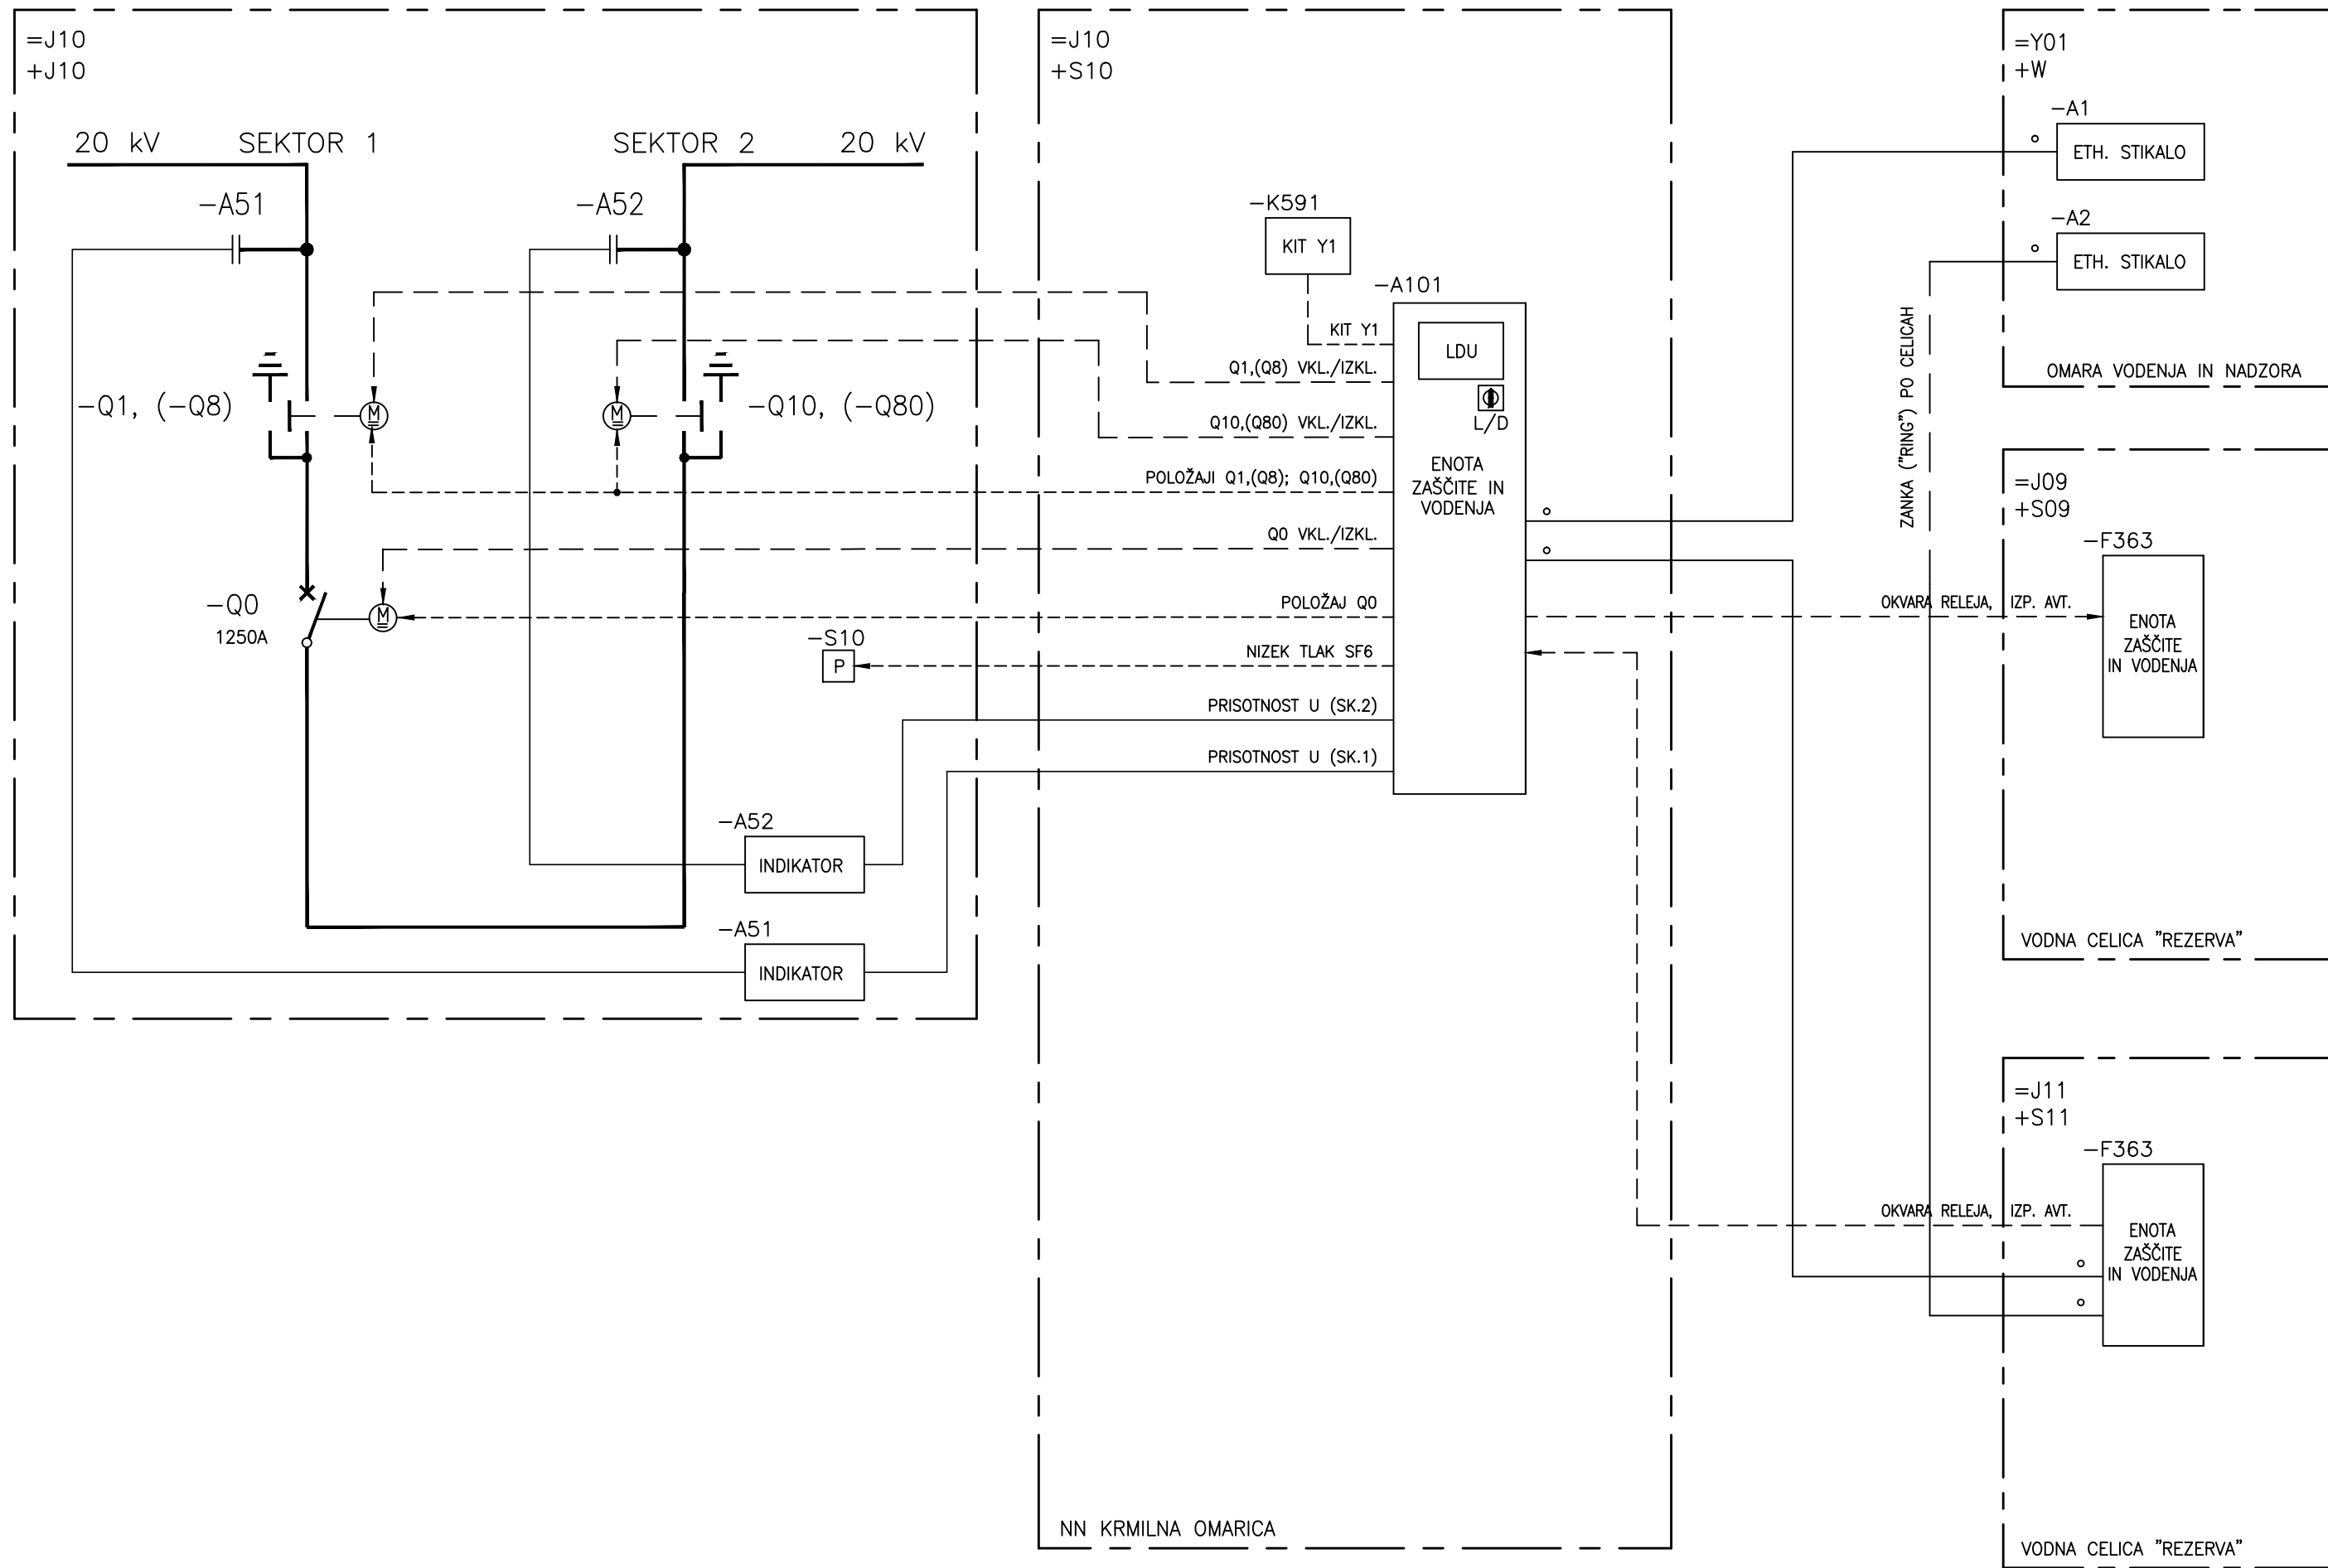 =J10
+J10
20 kV
SEKTOR 1
SEKTOR 2
20 kV
-A51
-A52
-Q1, (-Q8)
M
M
-Q10, (-Q80)
-Q0
1250A
M
-S10
P
-A52
INDIKATOR
-A51
INDIKATOR
=J10
+S10
-K591
KIT Y1
-A101
KIT Y1
LDU
L/D
Q1,(Q8) VKL./IZKL.
Q10,(Q80) VKL./IZKL.
POLOŽAJI Q1,(Q8); Q10,(Q80)
Q0 VKL./IZKL.
POLOŽAJ Q0
NIZEK TLAK SF6
PRISOTNOST U (SK.2)
PRISOTNOST U (SK.1)
ENOTA
ZAŠČITE IN
VODENJA
NN KRMILNA OMARICA
ZANKA ("RING") PO CELICAH
=Y01
+W
-A1
ETH. STIKALO
-A2
ETH. STIKALO
OMARA VODENJA IN NADZORA
=J09
+S09
-F363
OKVARA RELEJA, IZP. AVT.
ENOTA
ZAŠČITE
IN VODENJA
VODNA CELICA "REZERVA"
=J11
+S11
-F363
OKVARA RELEJA, IZP. AVT.
ENOTA
ZAŠČITE
IN VODENJA
VODNA CELICA "REZERVA"